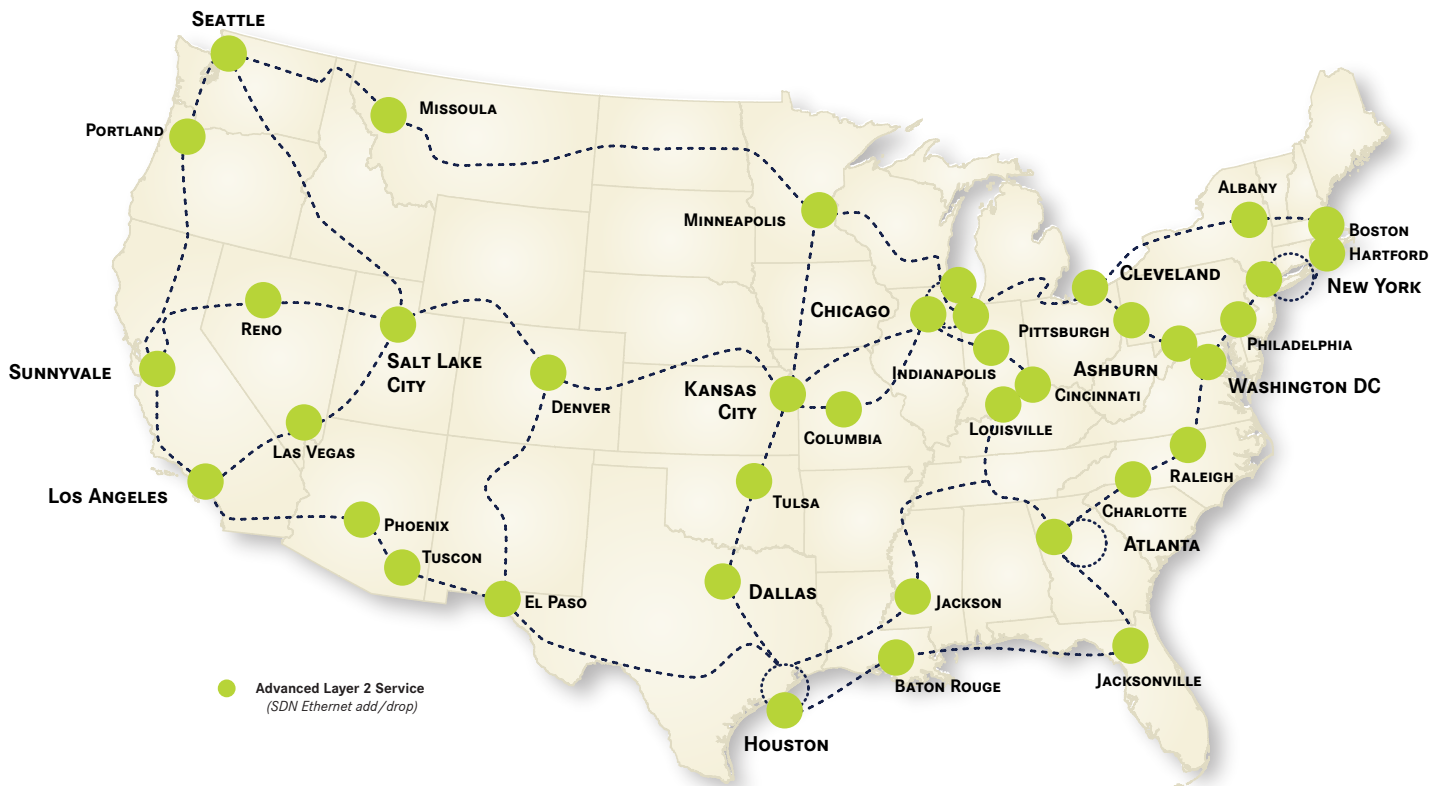 Seattle
Missoula
Portland
Albany
Minneapolis
Boston
Hartford
Cleveland
New York
Chicago
Reno
Pittsburgh
Philadelphia
Salt Lake
City
Sunnyvale
Indianapolis
Ashburn
Washington DC
Kansas
City
Cincinnati
Denver
Columbia
Louisville
Las Vegas
Raleigh
Los Angeles
Tulsa
Charlotte
Phoenix
Atlanta
Tuscon
Dallas
El Paso
Jackson
Jacksonville
Baton Rouge
Houston
Advanced Layer 2 Service
(SDN Ethernet add/drop)